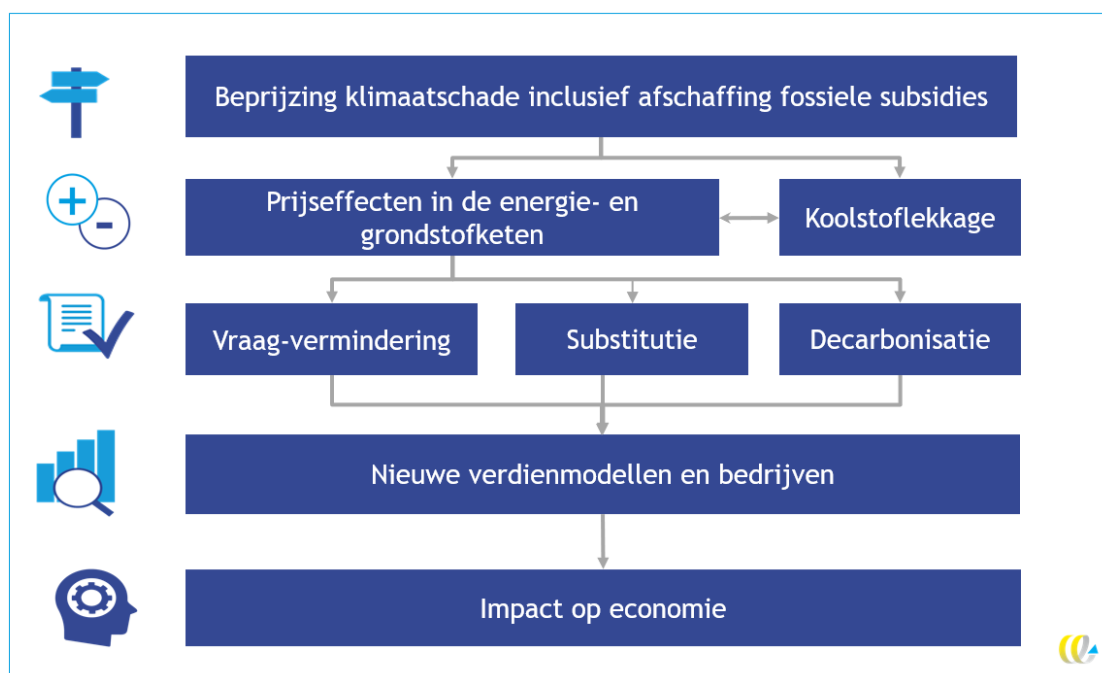 Beprijzing klimaatschade inclusief afschaffing fossiele subsidies
Prijseffecten in de energie- en
grondstofketen
Koolstoflekkage
Vraag-vermindering
Substitutie
Decarbonisatie
Nieuwe verdienmodellen en bedrijven
Impact op economie